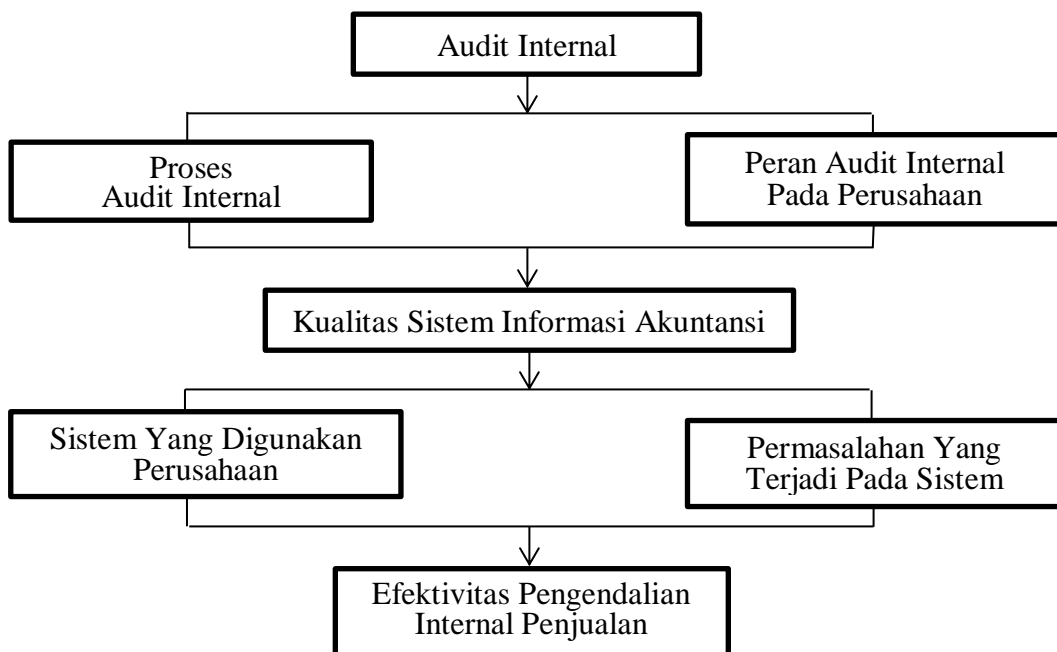 Audit Internal
Proses
Audit Internal
Peran Audit Internal
Pada Perusahaan
Kualitas Sistem Informasi Akuntansi
Sistem Yang Digunakan
Perusahaan
Permasalahan Yang
Terjadi Pada Sistem
Efektivitas Pengendalian
Internal Penjualan